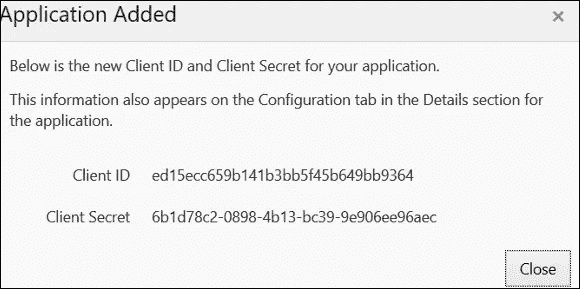 Application Added
Below is the new Client ID and Client Secret for your application.
This information also appears on the Configuration tab in the Details section for
the application.
Client ID ed15ecc659b141b3bb5f45b649bb9364
Client Secret 6b1d78c2-0898-4b13-bc39-9e906ee96aec
Close